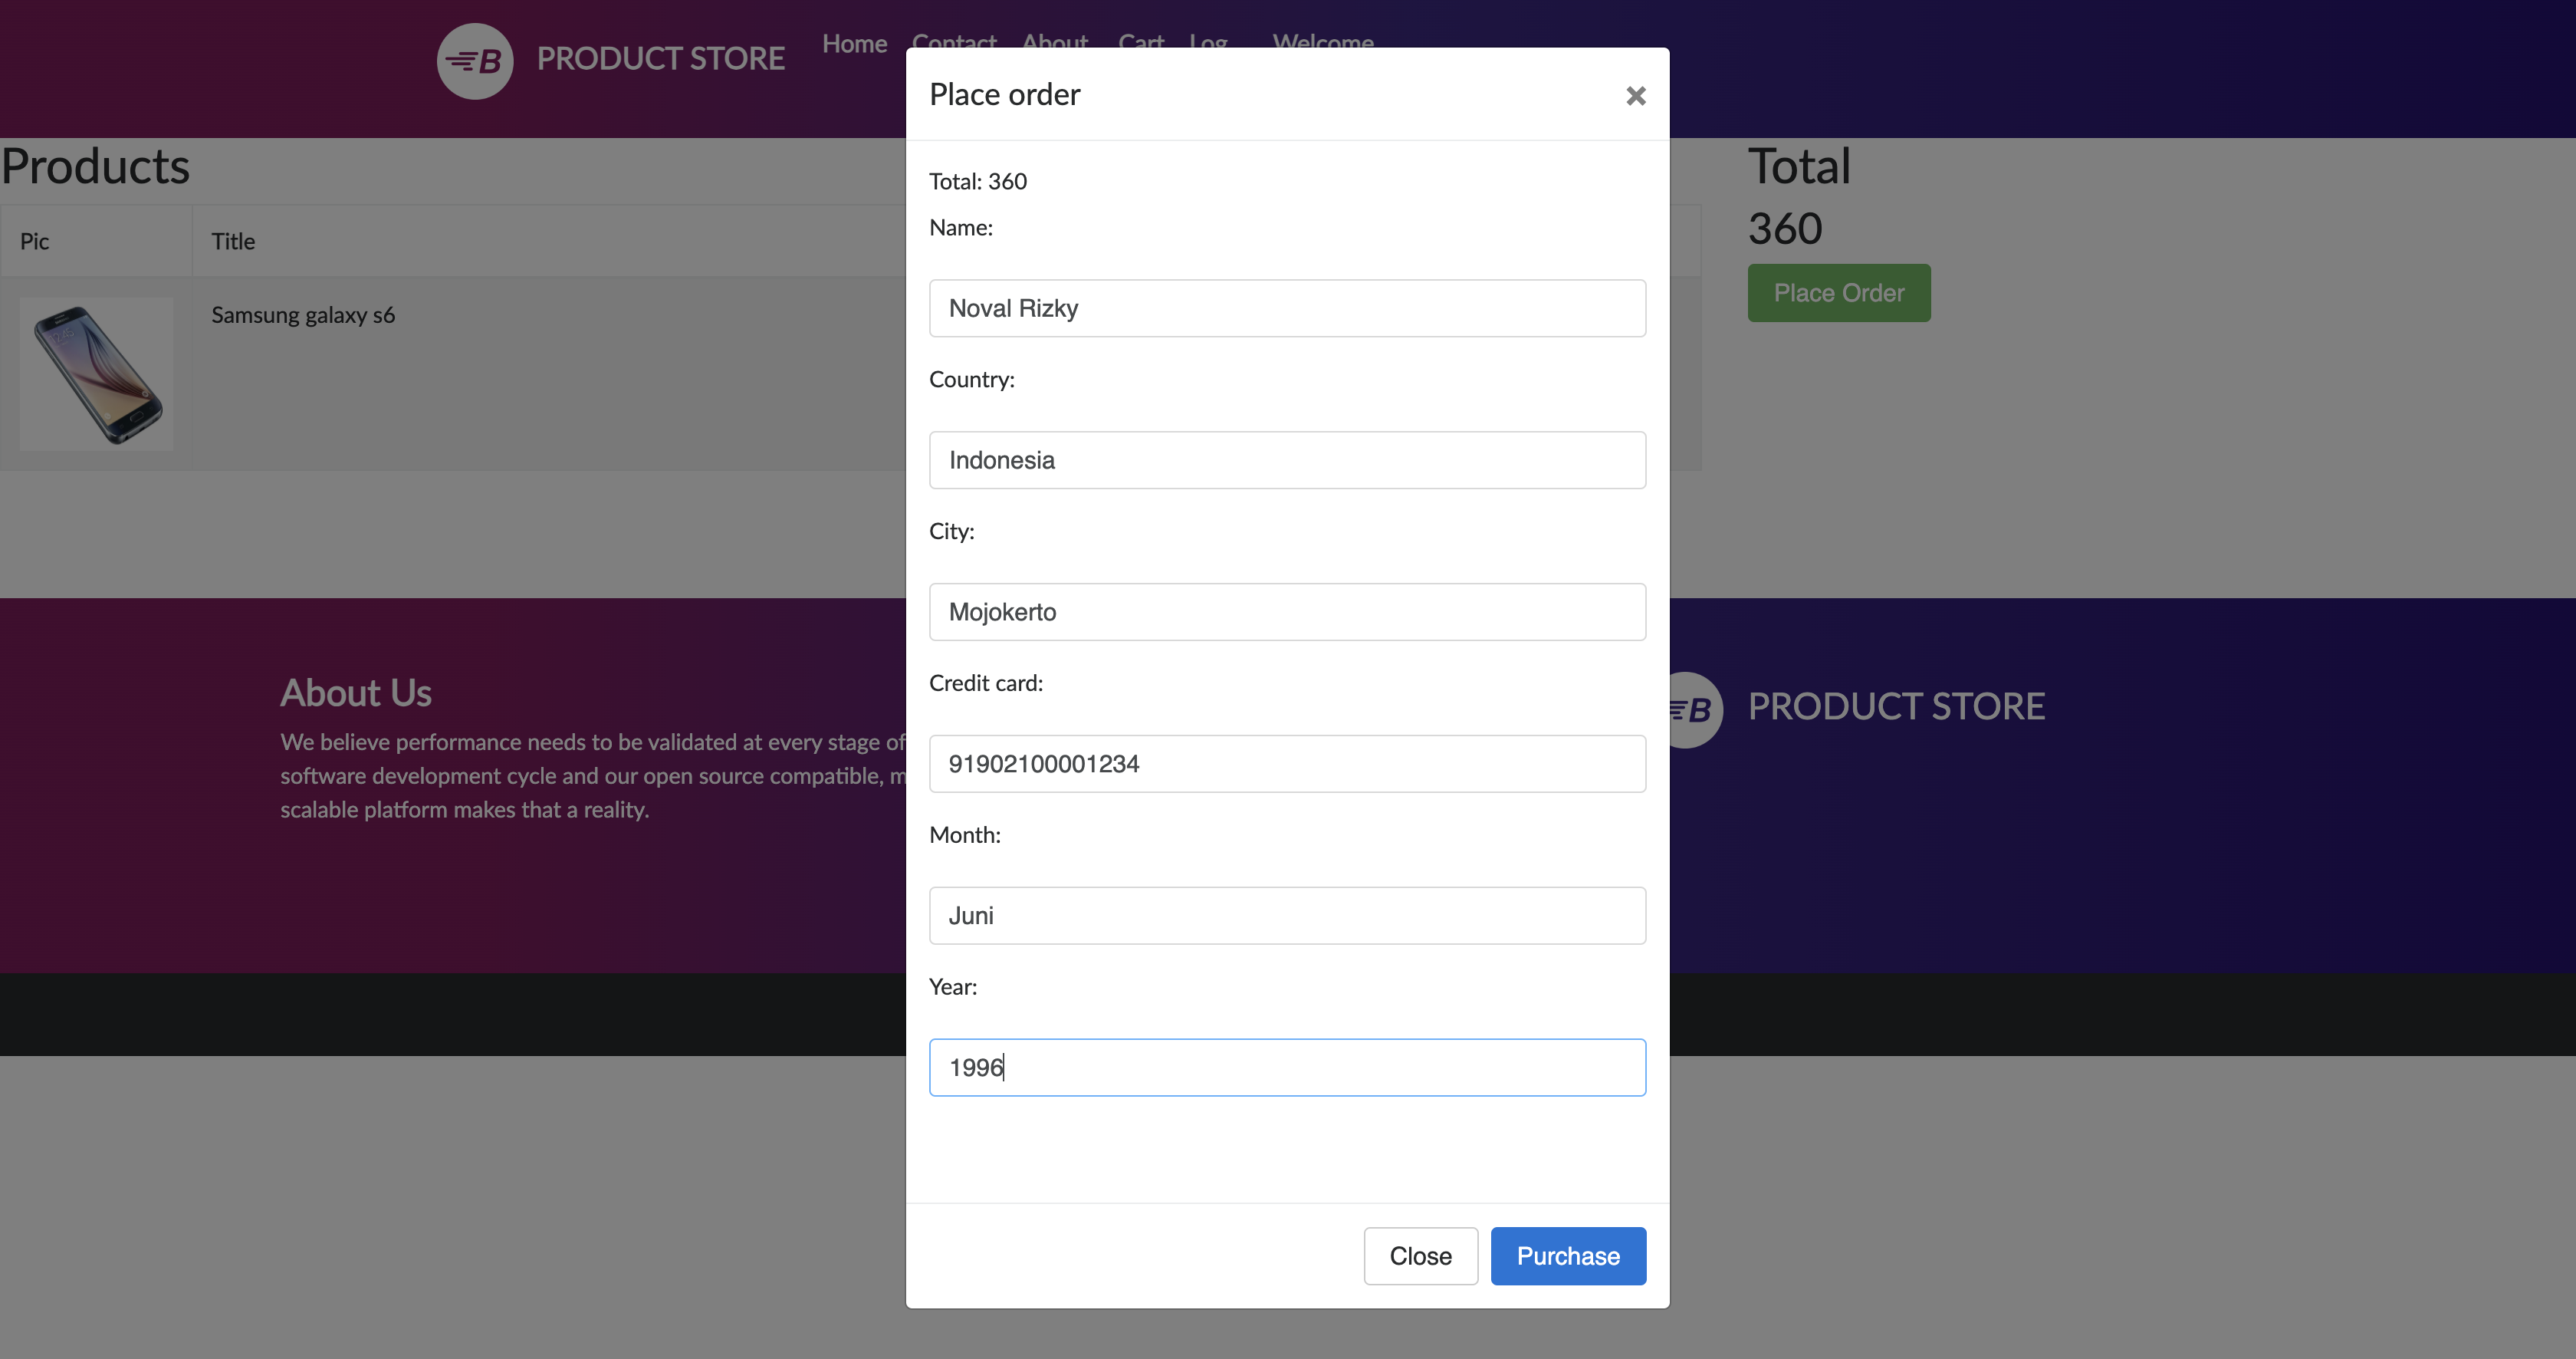 B
PRODUCT STORE
Home Contact About Cart Log Welcome
Place order
×
Products
Total
360
Place Order
Pic
Title
Samsung galaxy s6
Total: 360
Name:
Noval Rizky
Country:
Indonesia
City:
Mojokerto
Credit card:
91902100001234
Month:
Juni
Year:
1996
Close
Purchase
About Us
We believe performance needs to be validated at every stage of
software development cycle and our open source compatible, m
scalable platform makes that a reality.
B
PRODUCT STORE